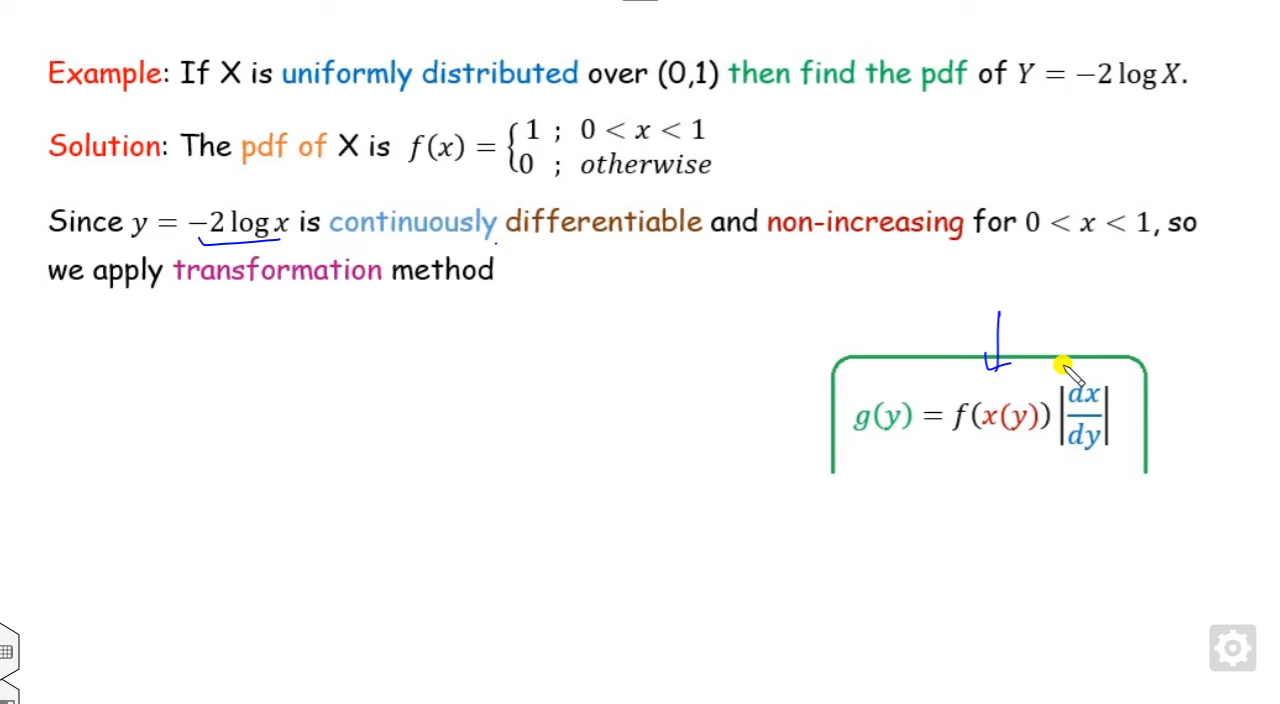 Example: If X is uniformly distributed over (0,1) then find the pdf of Y = −2 log X.
Solution: The pdf of X is f(x) = {1 ; 0 < x < 1
0 ; otherwise
Since y = −2 log x is continuously differentiable and non-increasing for 0 < x < 1, so
we apply transformation method
g(y) = f(x(y)) |dx/dy|